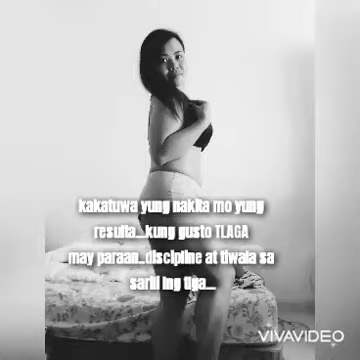 kakatuwa yung nakita mo yung
resulta...kung gusto TLAGA
may paraan..discipline at tiwala sa
sarili lng tlga....
VIVAVIDEO